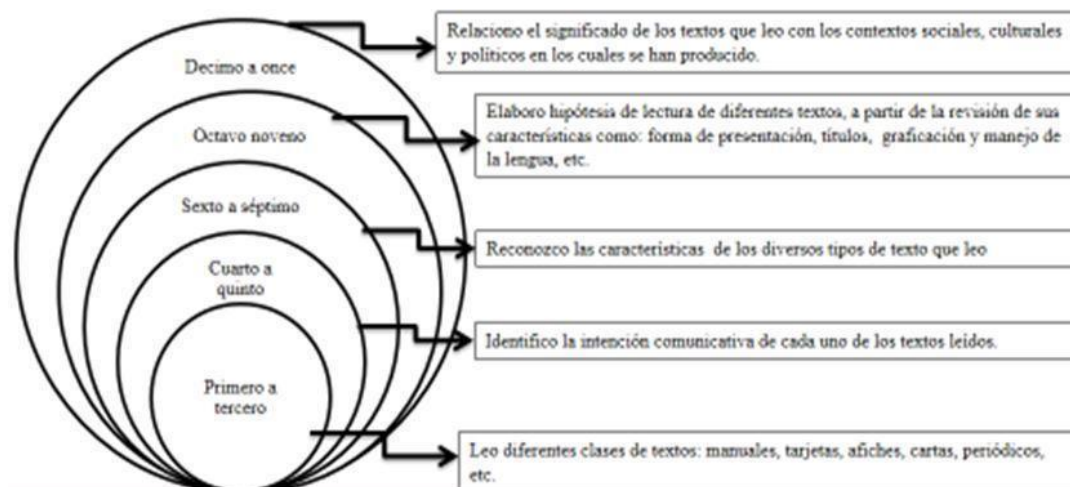 Relaciono el significado de los textos que leo con los contextos sociales, culturales
y políticos en los cuales se han producido.
Decimo a once
Elaboro hipótesis de lectura de diferentes textos, a partir de la revisión de sus
características como: forma de presentación, títulos, graficación y manejo de
la lengua, etc.
Octavo noveno
Sexto a séptimo
Reconozco las características de los diversos tipos de texto que leo
Cuarto a
quinto
Identifico la intención comunicativa de cada uno de los textos leídos.
Primero a
tercero
Leo diferentes clases de textos: manuales, tarjetas, afiches, cartas, periódicos,
etc.